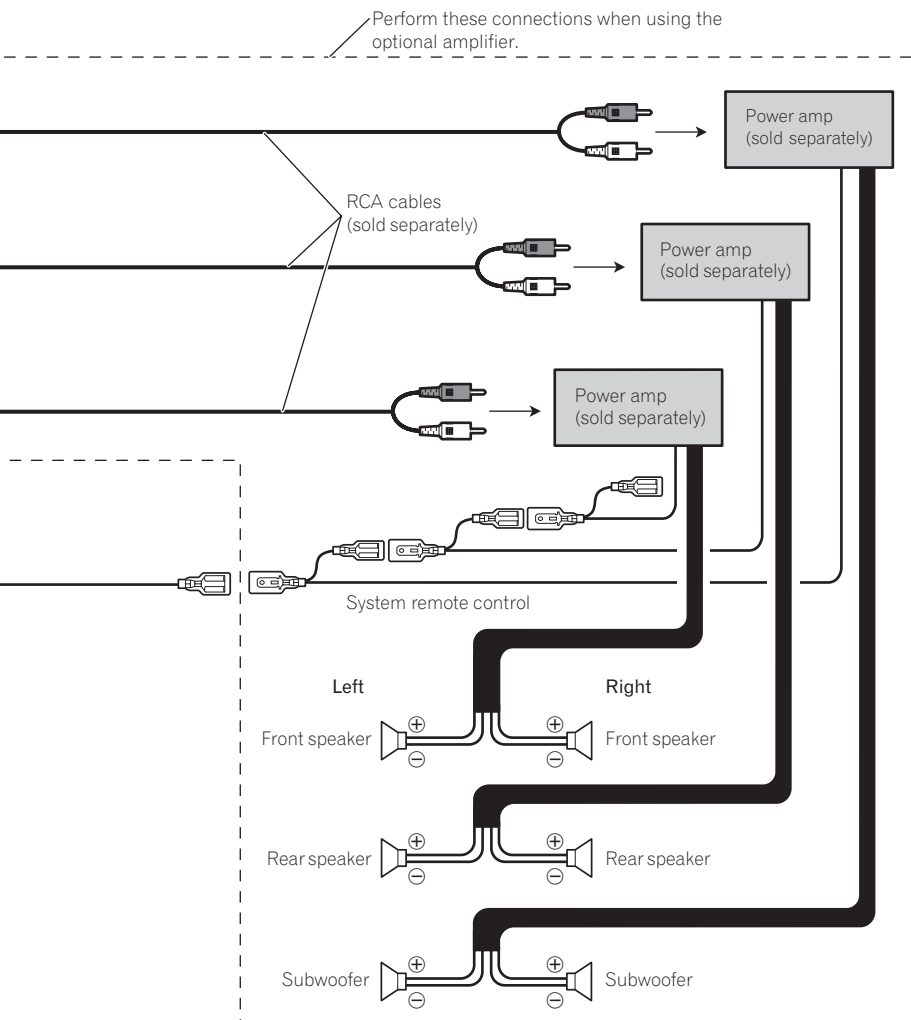 Perform these connections when using the
optional amplifier.
Power amp
(sold separately)
RCA cables
(sold separately)
Power amp
(sold separately)
Power amp
(sold separately)
System remote control
Left
Right
+
+
Front speaker
Front speaker
−
−
+
+
Rear speaker
Rear speaker
−
−
+
+
Subwoofer
Subwoofer
−
−